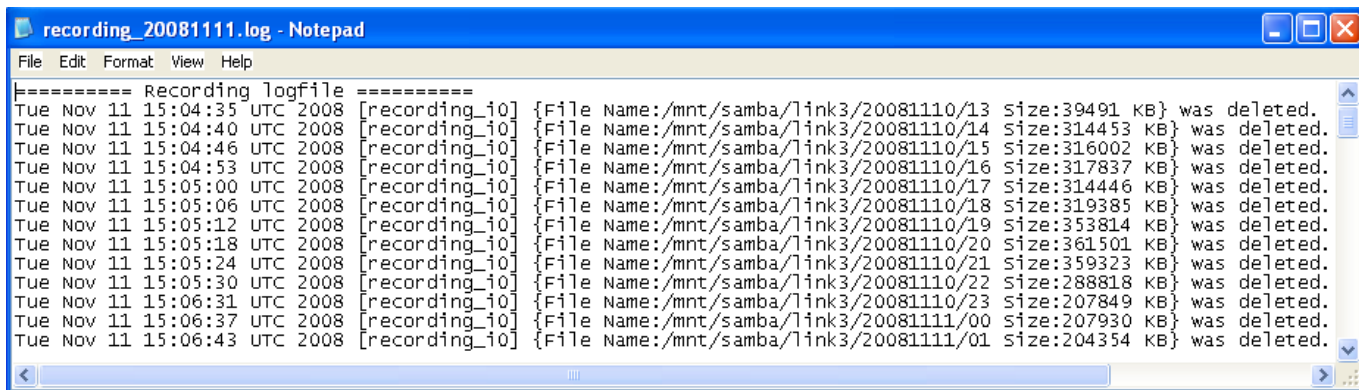 recording_20081111.log - Notepad
File Edit Format View Help
========== Recording logfile ==========
Tue Nov 11 15:04:35 UTC 2008 [recording_i0] {File Name:/mnt/samba/link3/20081110/13 Size:39491 KB} was deleted.
Tue Nov 11 15:04:40 UTC 2008 [recording_i0] {File Name:/mnt/samba/link3/20081110/14 Size:314453 KB} was deleted.
Tue Nov 11 15:04:46 UTC 2008 [recording_i0] {File Name:/mnt/samba/link3/20081110/15 Size:316002 KB} was deleted.
Tue Nov 11 15:04:53 UTC 2008 [recording_i0] {File Name:/mnt/samba/link3/20081110/16 Size:317837 KB} was deleted.
Tue Nov 11 15:05:00 UTC 2008 [recording_i0] {File Name:/mnt/samba/link3/20081110/17 Size:314446 KB} was deleted.
Tue Nov 11 15:05:06 UTC 2008 [recording_i0] {File Name:/mnt/samba/link3/20081110/18 Size:319385 KB} was deleted.
Tue Nov 11 15:05:12 UTC 2008 [recording_i0] {File Name:/mnt/samba/link3/20081110/19 Size:353814 KB} was deleted.
Tue Nov 11 15:05:18 UTC 2008 [recording_i0] {File Name:/mnt/samba/link3/20081110/20 Size:361501 KB} was deleted.
Tue Nov 11 15:05:24 UTC 2008 [recording_i0] {File Name:/mnt/samba/link3/20081110/21 Size:359323 KB} was deleted.
Tue Nov 11 15:05:30 UTC 2008 [recording_i0] {File Name:/mnt/samba/link3/20081110/22 Size:288818 KB} was deleted.
Tue Nov 11 15:06:31 UTC 2008 [recording_i0] {File Name:/mnt/samba/link3/20081110/23 Size:207849 KB} was deleted.
Tue Nov 11 15:06:37 UTC 2008 [recording_i0] {File Name:/mnt/samba/link3/20081111/00 Size:207930 KB} was deleted.
Tue Nov 11 15:06:43 UTC 2008 [recording_i0] {File Name:/mnt/samba/link3/20081111/01 Size:204354 KB} was deleted.